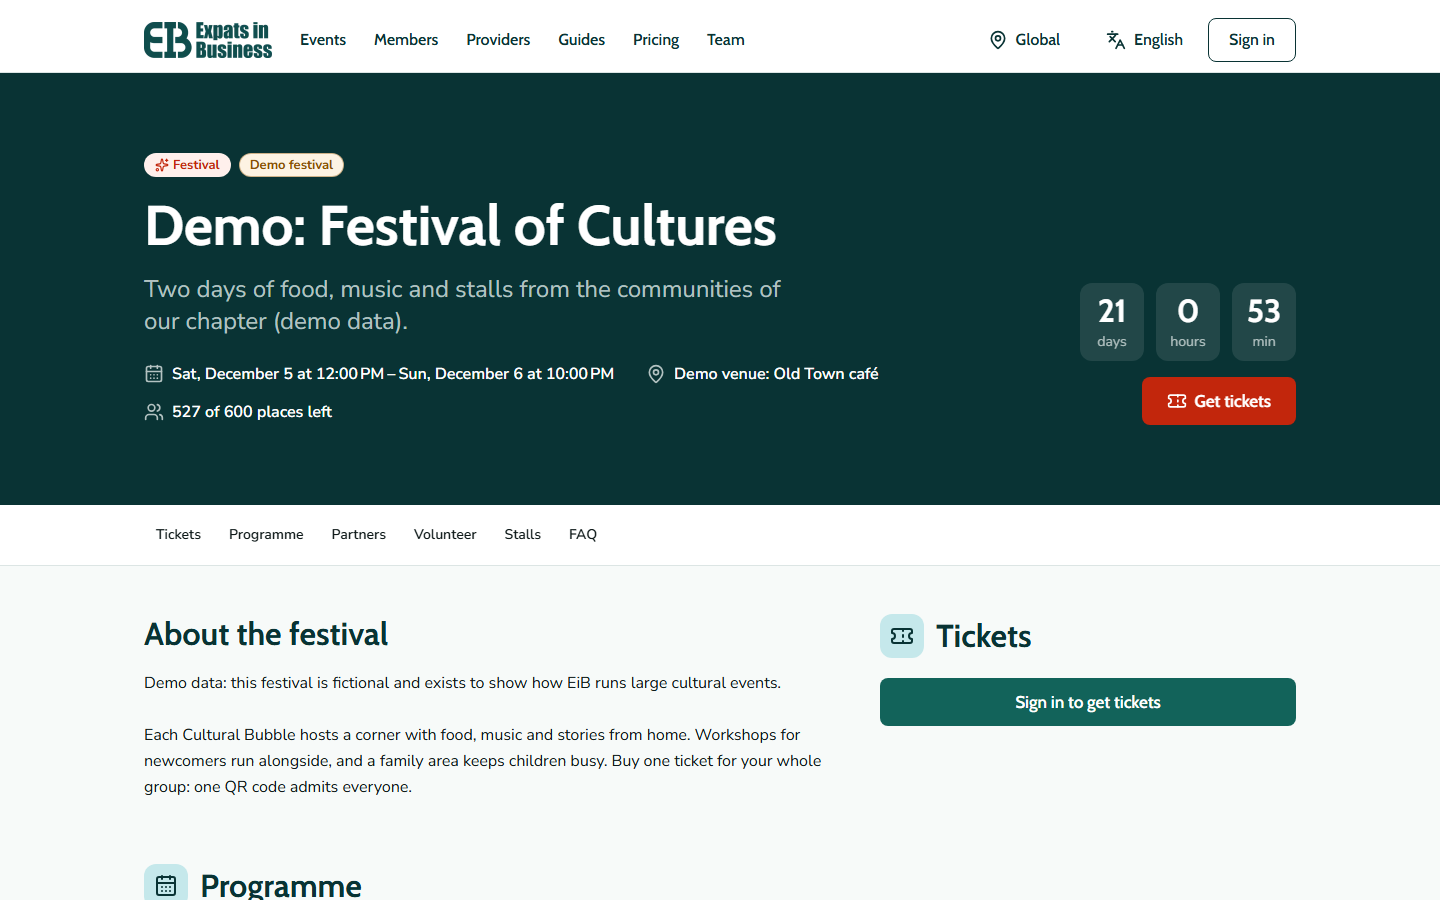 EIB Expats in Business
Events
Members
Providers
Guides
Pricing
Team
Global
English
Sign in
Festival
Demo festival
Demo: Festival of Cultures
Two days of food, music and stalls from the communities of
our chapter (demo data).
Sat, December 5 at 12:00 PM – Sun, December 6 at 10:00 PM
Demo venue: Old Town café
527 of 600 places left
21 days
0 hours
53 min
Get tickets
Tickets
Programme
Partners
Volunteer
Stalls
FAQ
About the festival
Demo data: this festival is fictional and exists to show how EiB runs large cultural events.
Each Cultural Bubble hosts a corner with food, music and stories from home. Workshops for
newcomers run alongside, and a family area keeps children busy. Buy one ticket for your whole
group: one QR code admits everyone.
Tickets
Sign in to get tickets
Programme